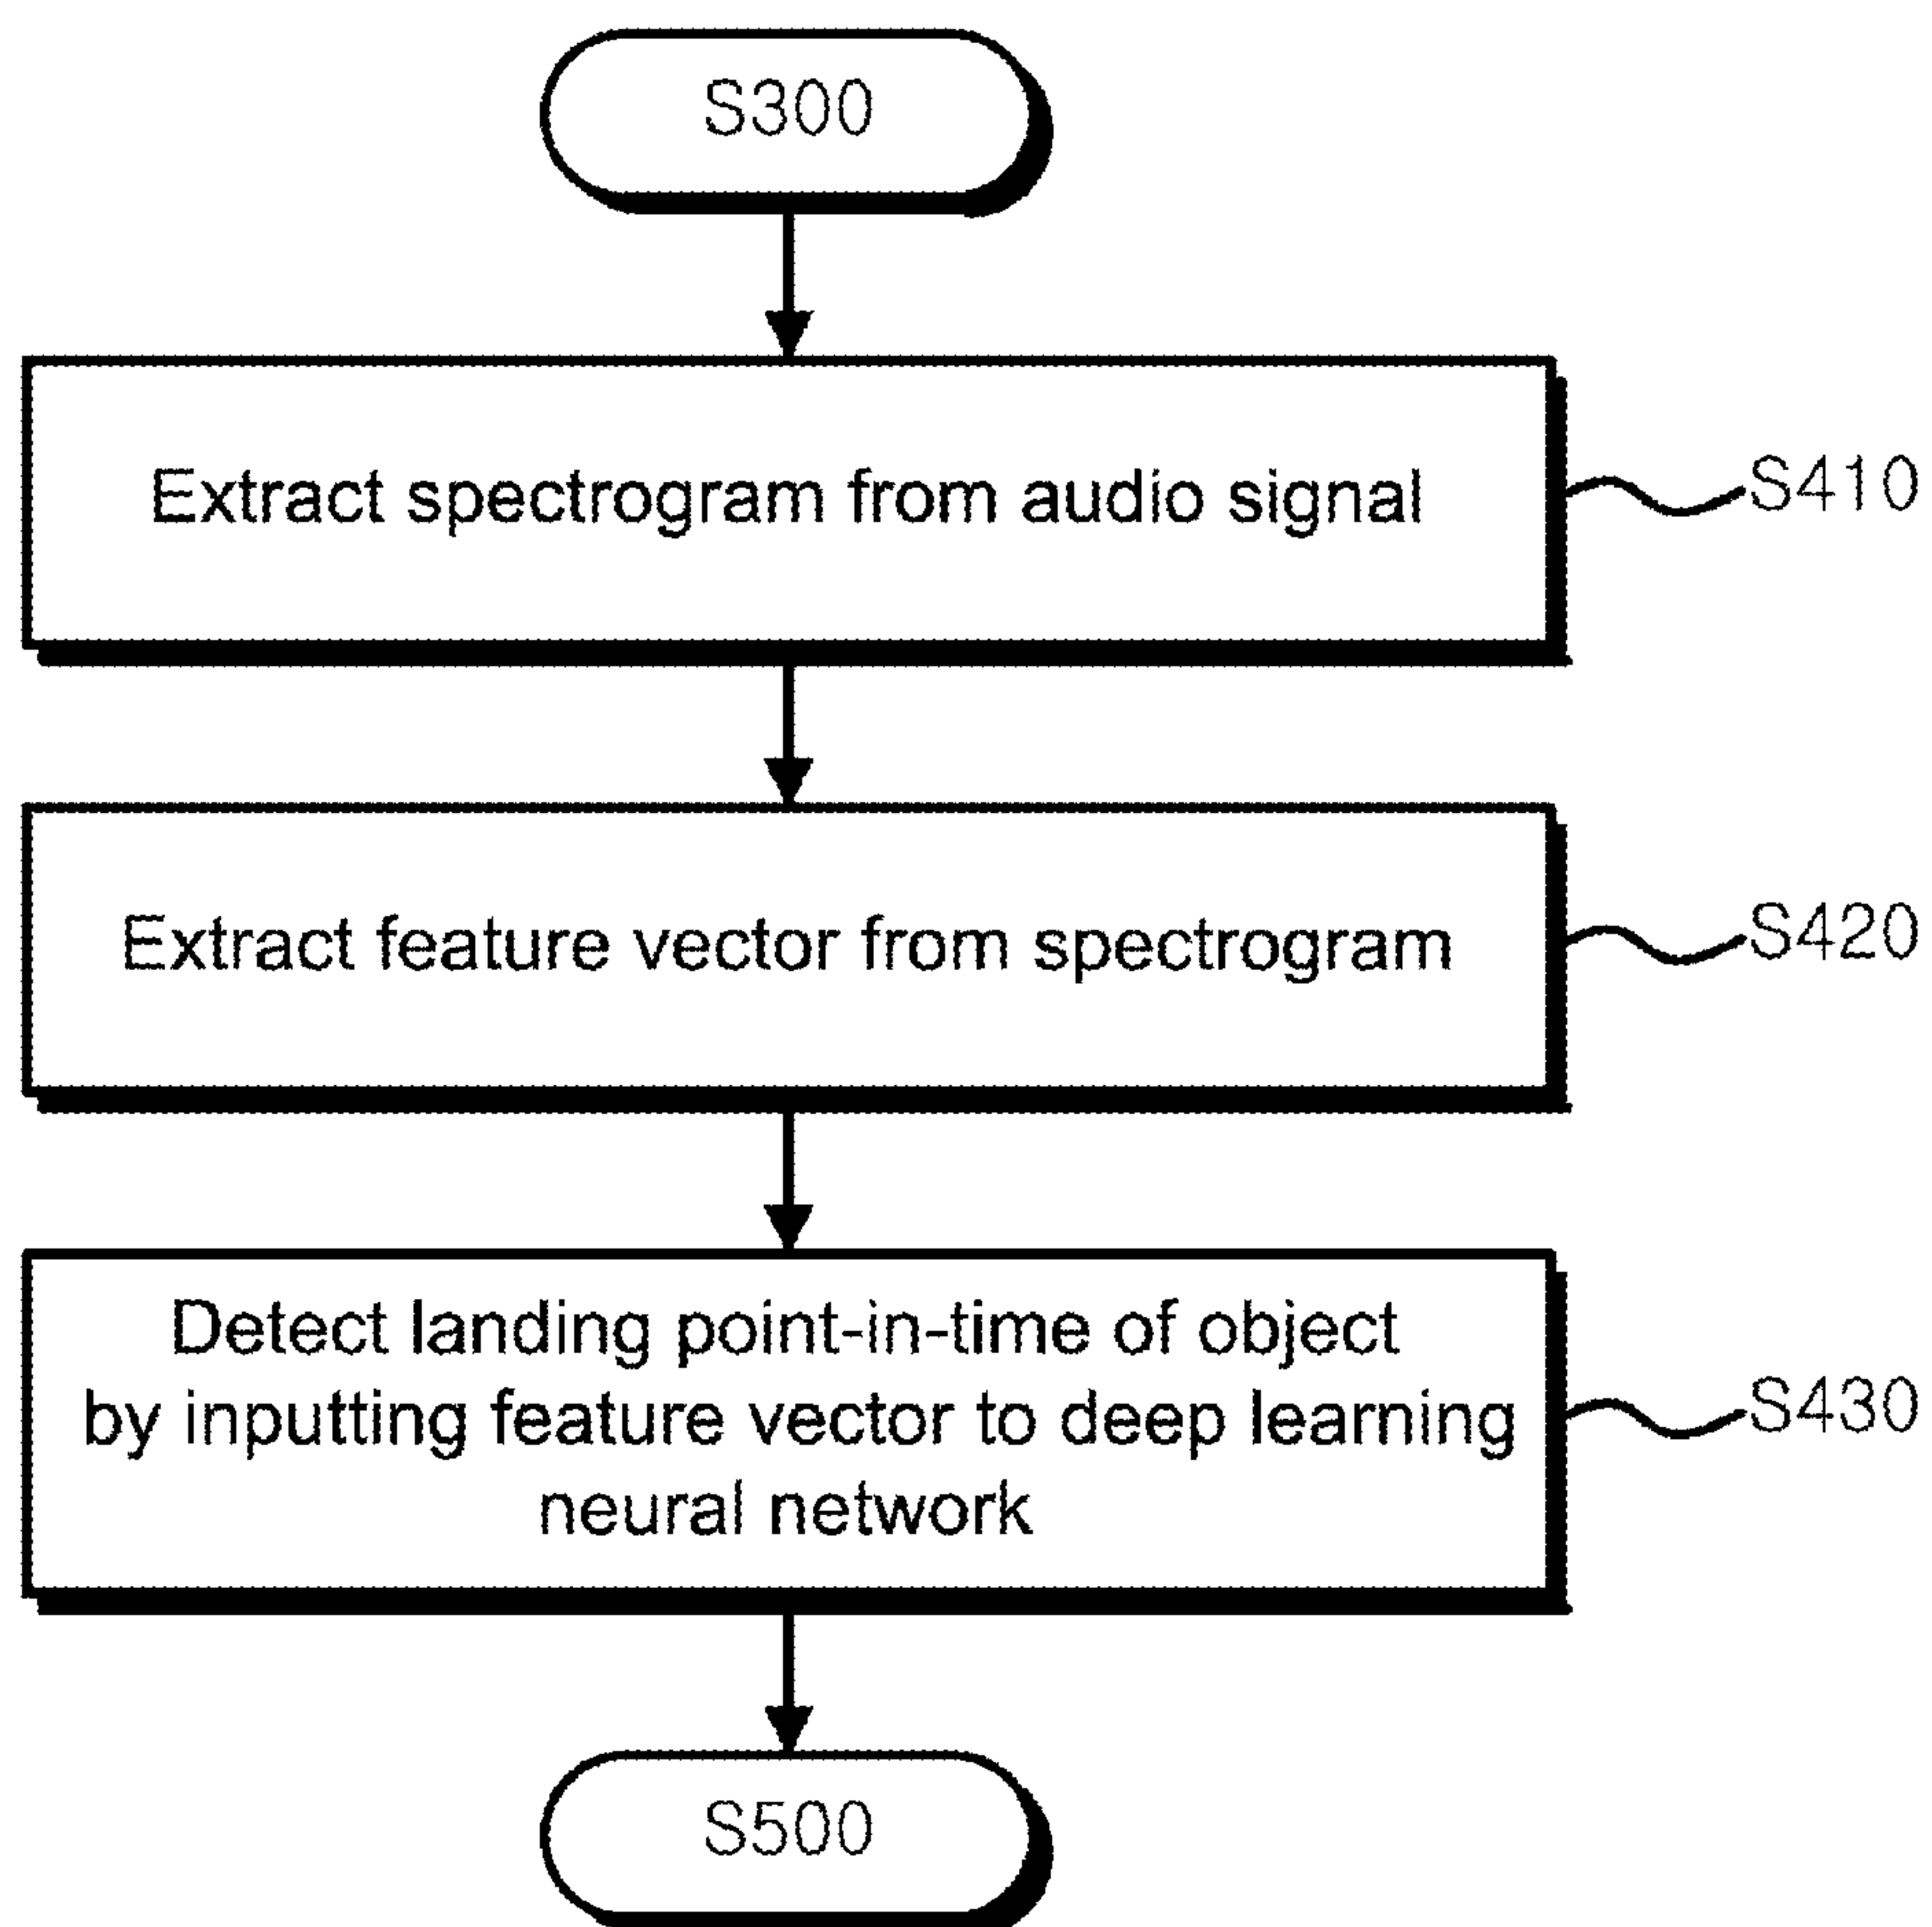 S300
Extract spectrogram from audio signal
S410
Extract feature vector from spectrogram
S420
Detect landing point-in-time of object
by inputting feature vector to deep learning
neural network
S430
S500